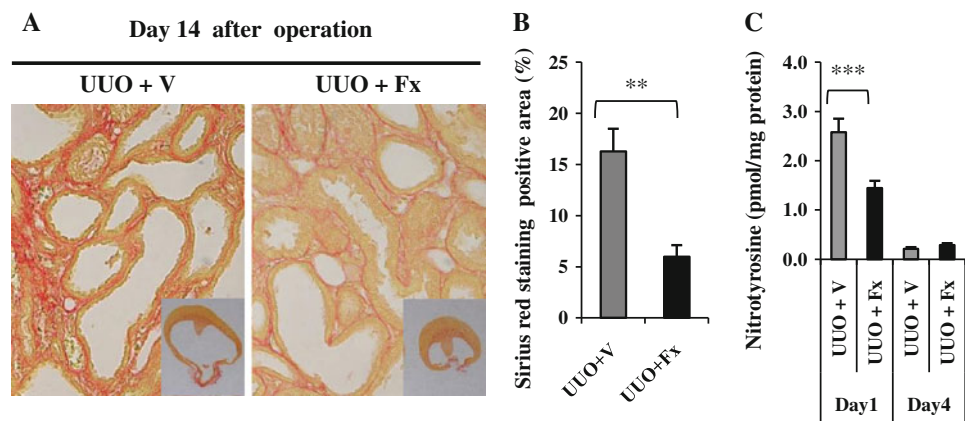 A
Day 14 after operation
UUO + V
UUO + Fx
B
Sirius red staining positive area (%)
25
20
15
10
5
0
**
UUO+V
UUO+Fx
C
Nitrotyrosine (pmol/mg protein)
4.0
3.0
2.0
1.0
0.0
***
UUO + V
UUO + Fx
UUO + V
UUO + Fx
Day1
Day4